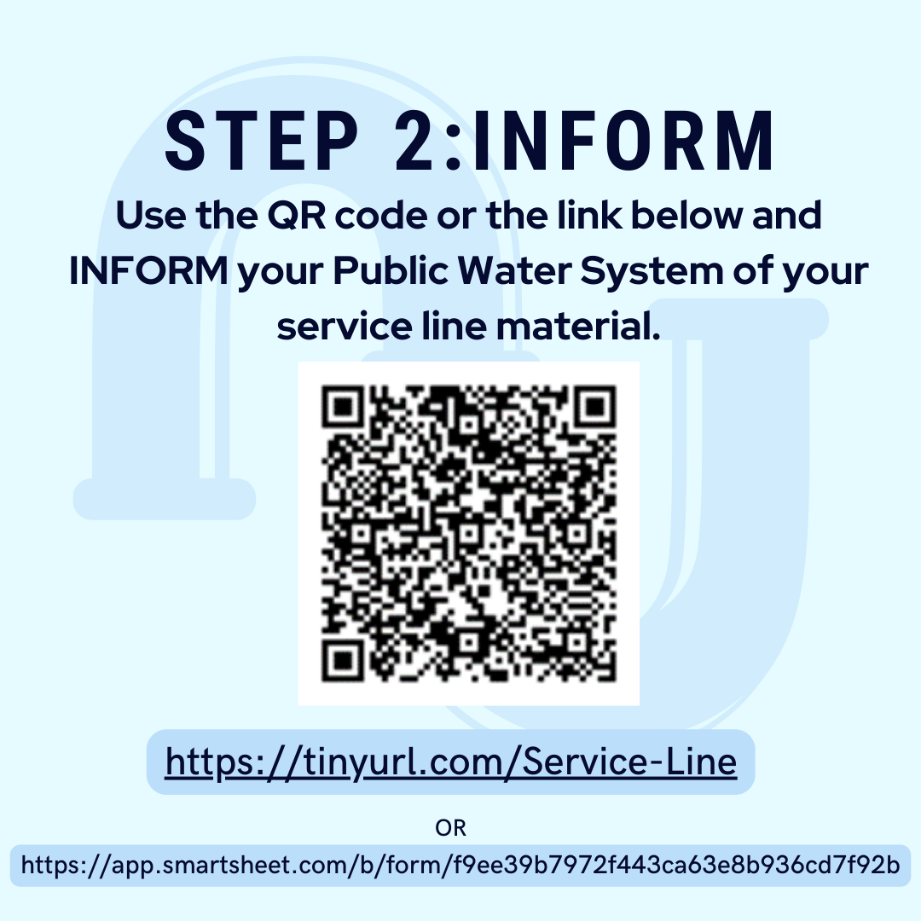 STEP 2:INFORM
Use the QR code or the link below and
INFORM your Public Water System of your
service line material.
https://tinyurl.com/Service-Line
OR
https://app.smartsheet.com/b/form/f9ee39b7972f443ca63e8b936cd7f92b